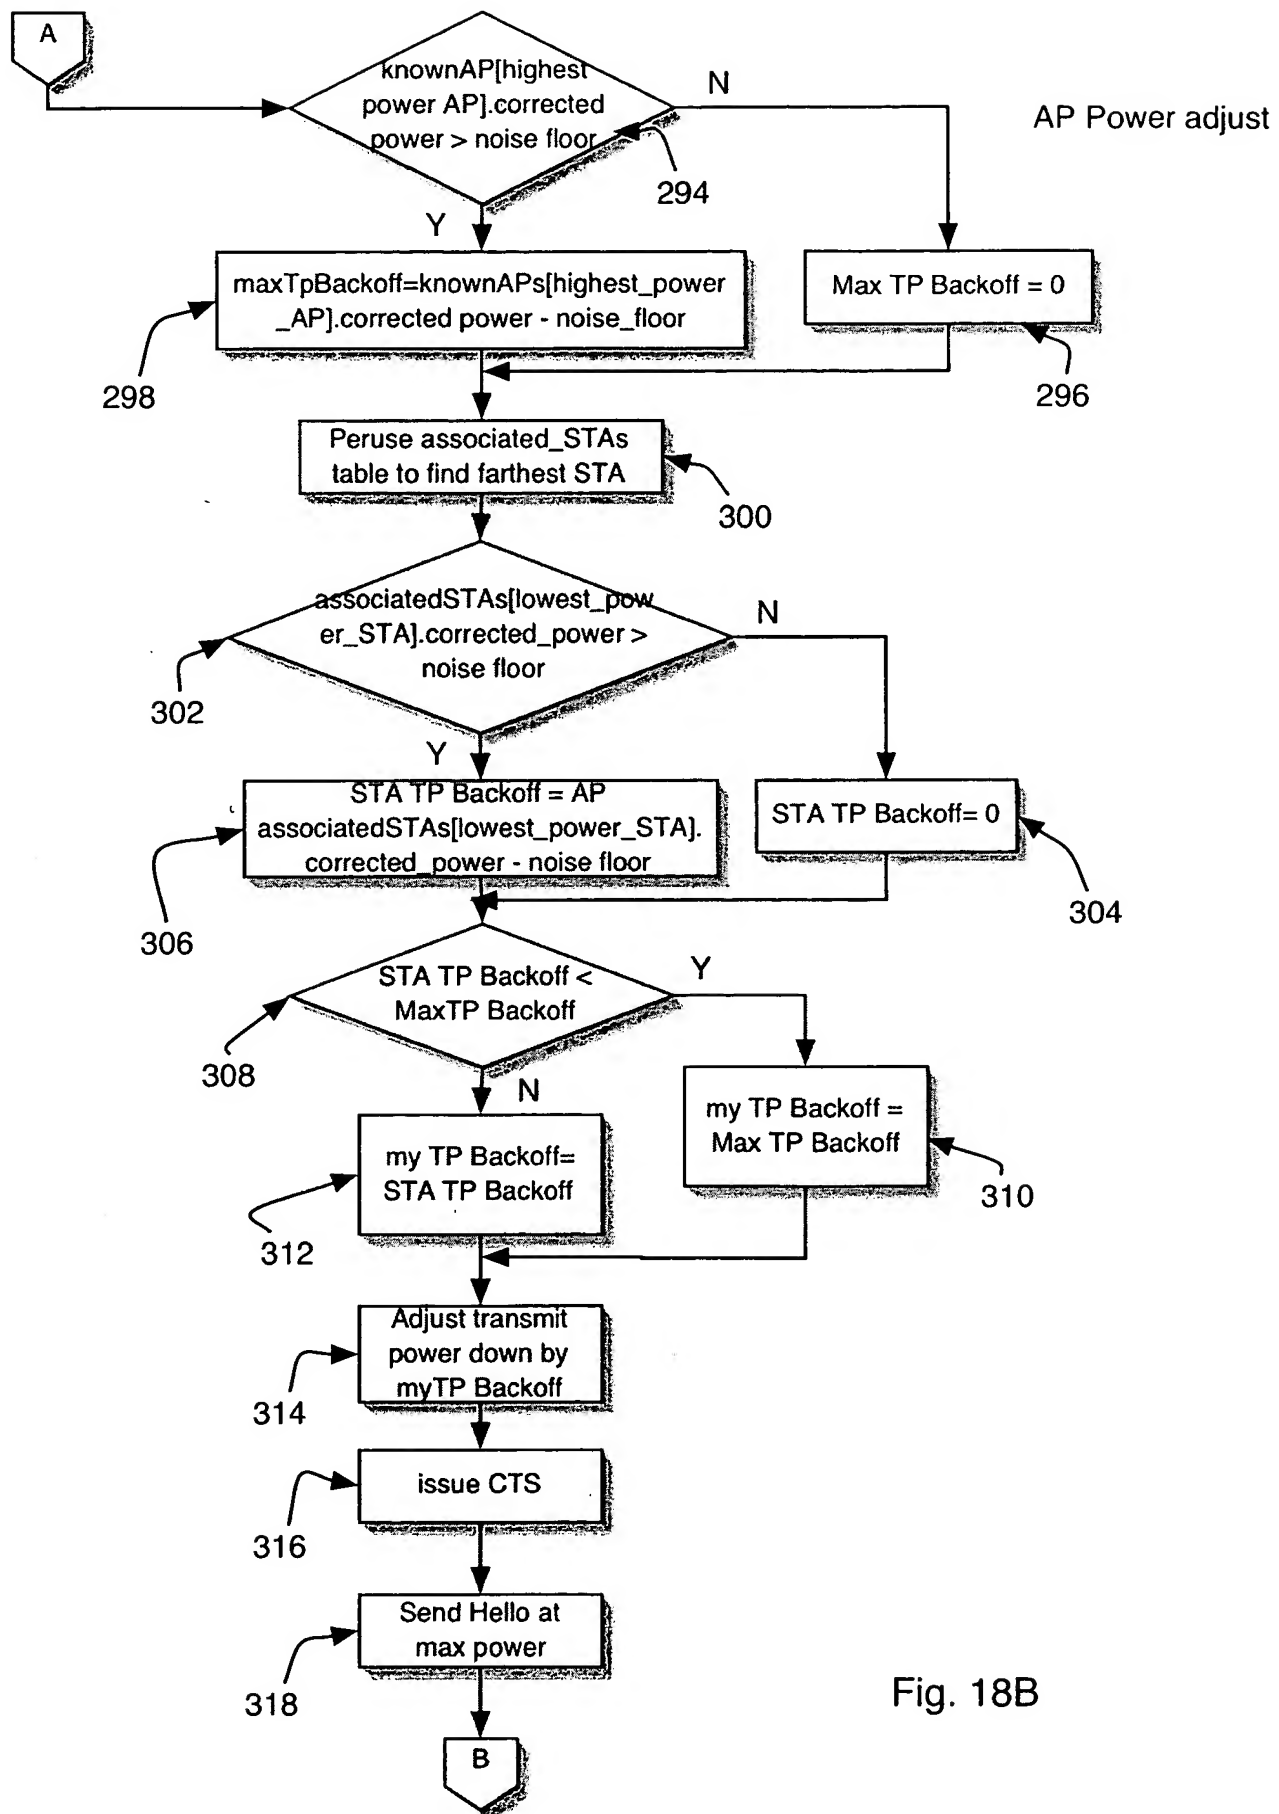 A
knownAP[highest
power AP].corrected
power > noise floor
N
AP Power adjust
294
Y
maxTpBackoff=knownAPs[highest_power
_AP].corrected power - noise_floor
Max TP Backoff = 0
298
296
Peruse associated_STAs
table to find farthest STA
300
associatedSTAs[lowest_pow
er_STA].corrected_power >
noise floor
N
302
Y
STA TP Backoff = AP
associatedSTAs[lowest_power_STA].
corrected_power - noise floor
STA TP Backoff= 0
306
304
STA TP Backoff <
MaxTP Backoff
Y
308
N
my TP Backoff =
Max TP Backoff
my TP Backoff=
STA TP Backoff
310
312
Adjust transmit
power down by
myTP Backoff
314
issue CTS
316
Send Hello at
max power
318
Fig. 18B
B